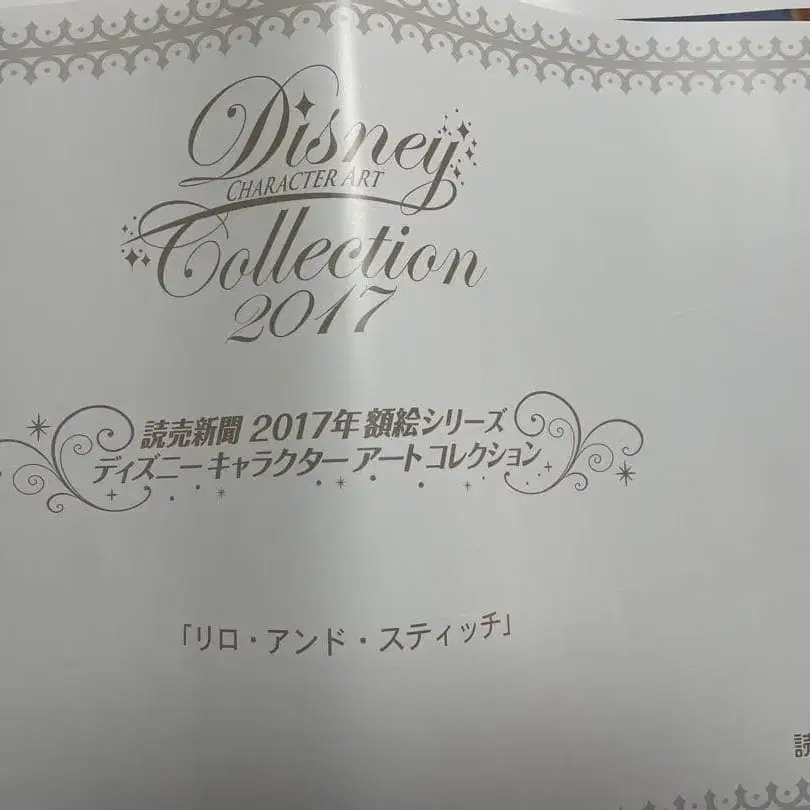 Disney
CHARACTER ART
Collection
2017
読売新聞 2017年 額絵シリーズ
ディズニー キャラクター アート コレクション
「リロ・アンド・スティッチ」
読